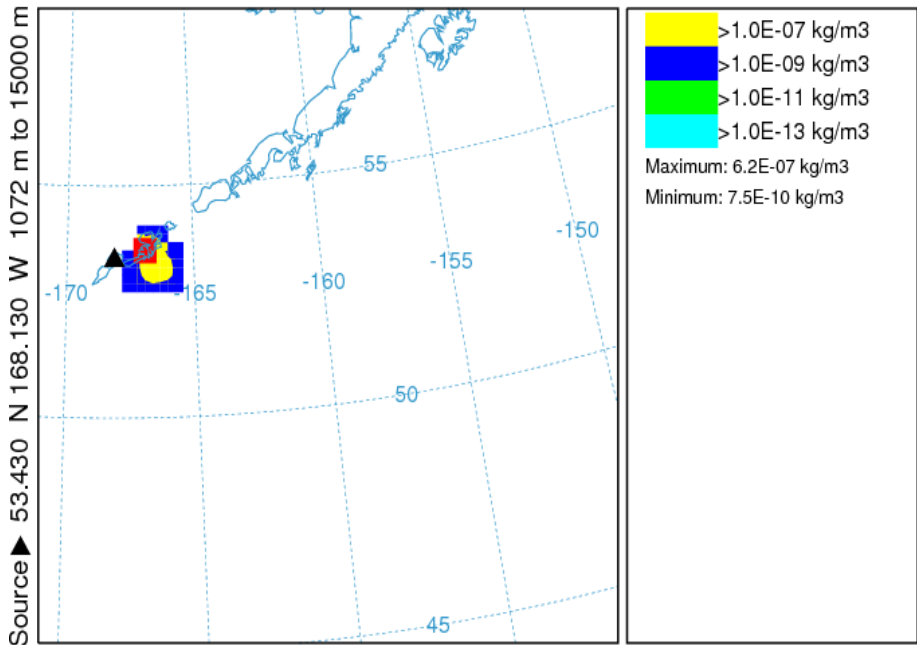 Source ▲ 53.430 N 168.130 W 1072 m to 15000 m
>1.0E-07 kg/m3
>1.0E-09 kg/m3
>1.0E-11 kg/m3
>1.0E-13 kg/m3
Maximum: 6.2E-07 kg/m3
Minimum: 7.5E-10 kg/m3
55
-150
-155
-160
-165
-170
50
45